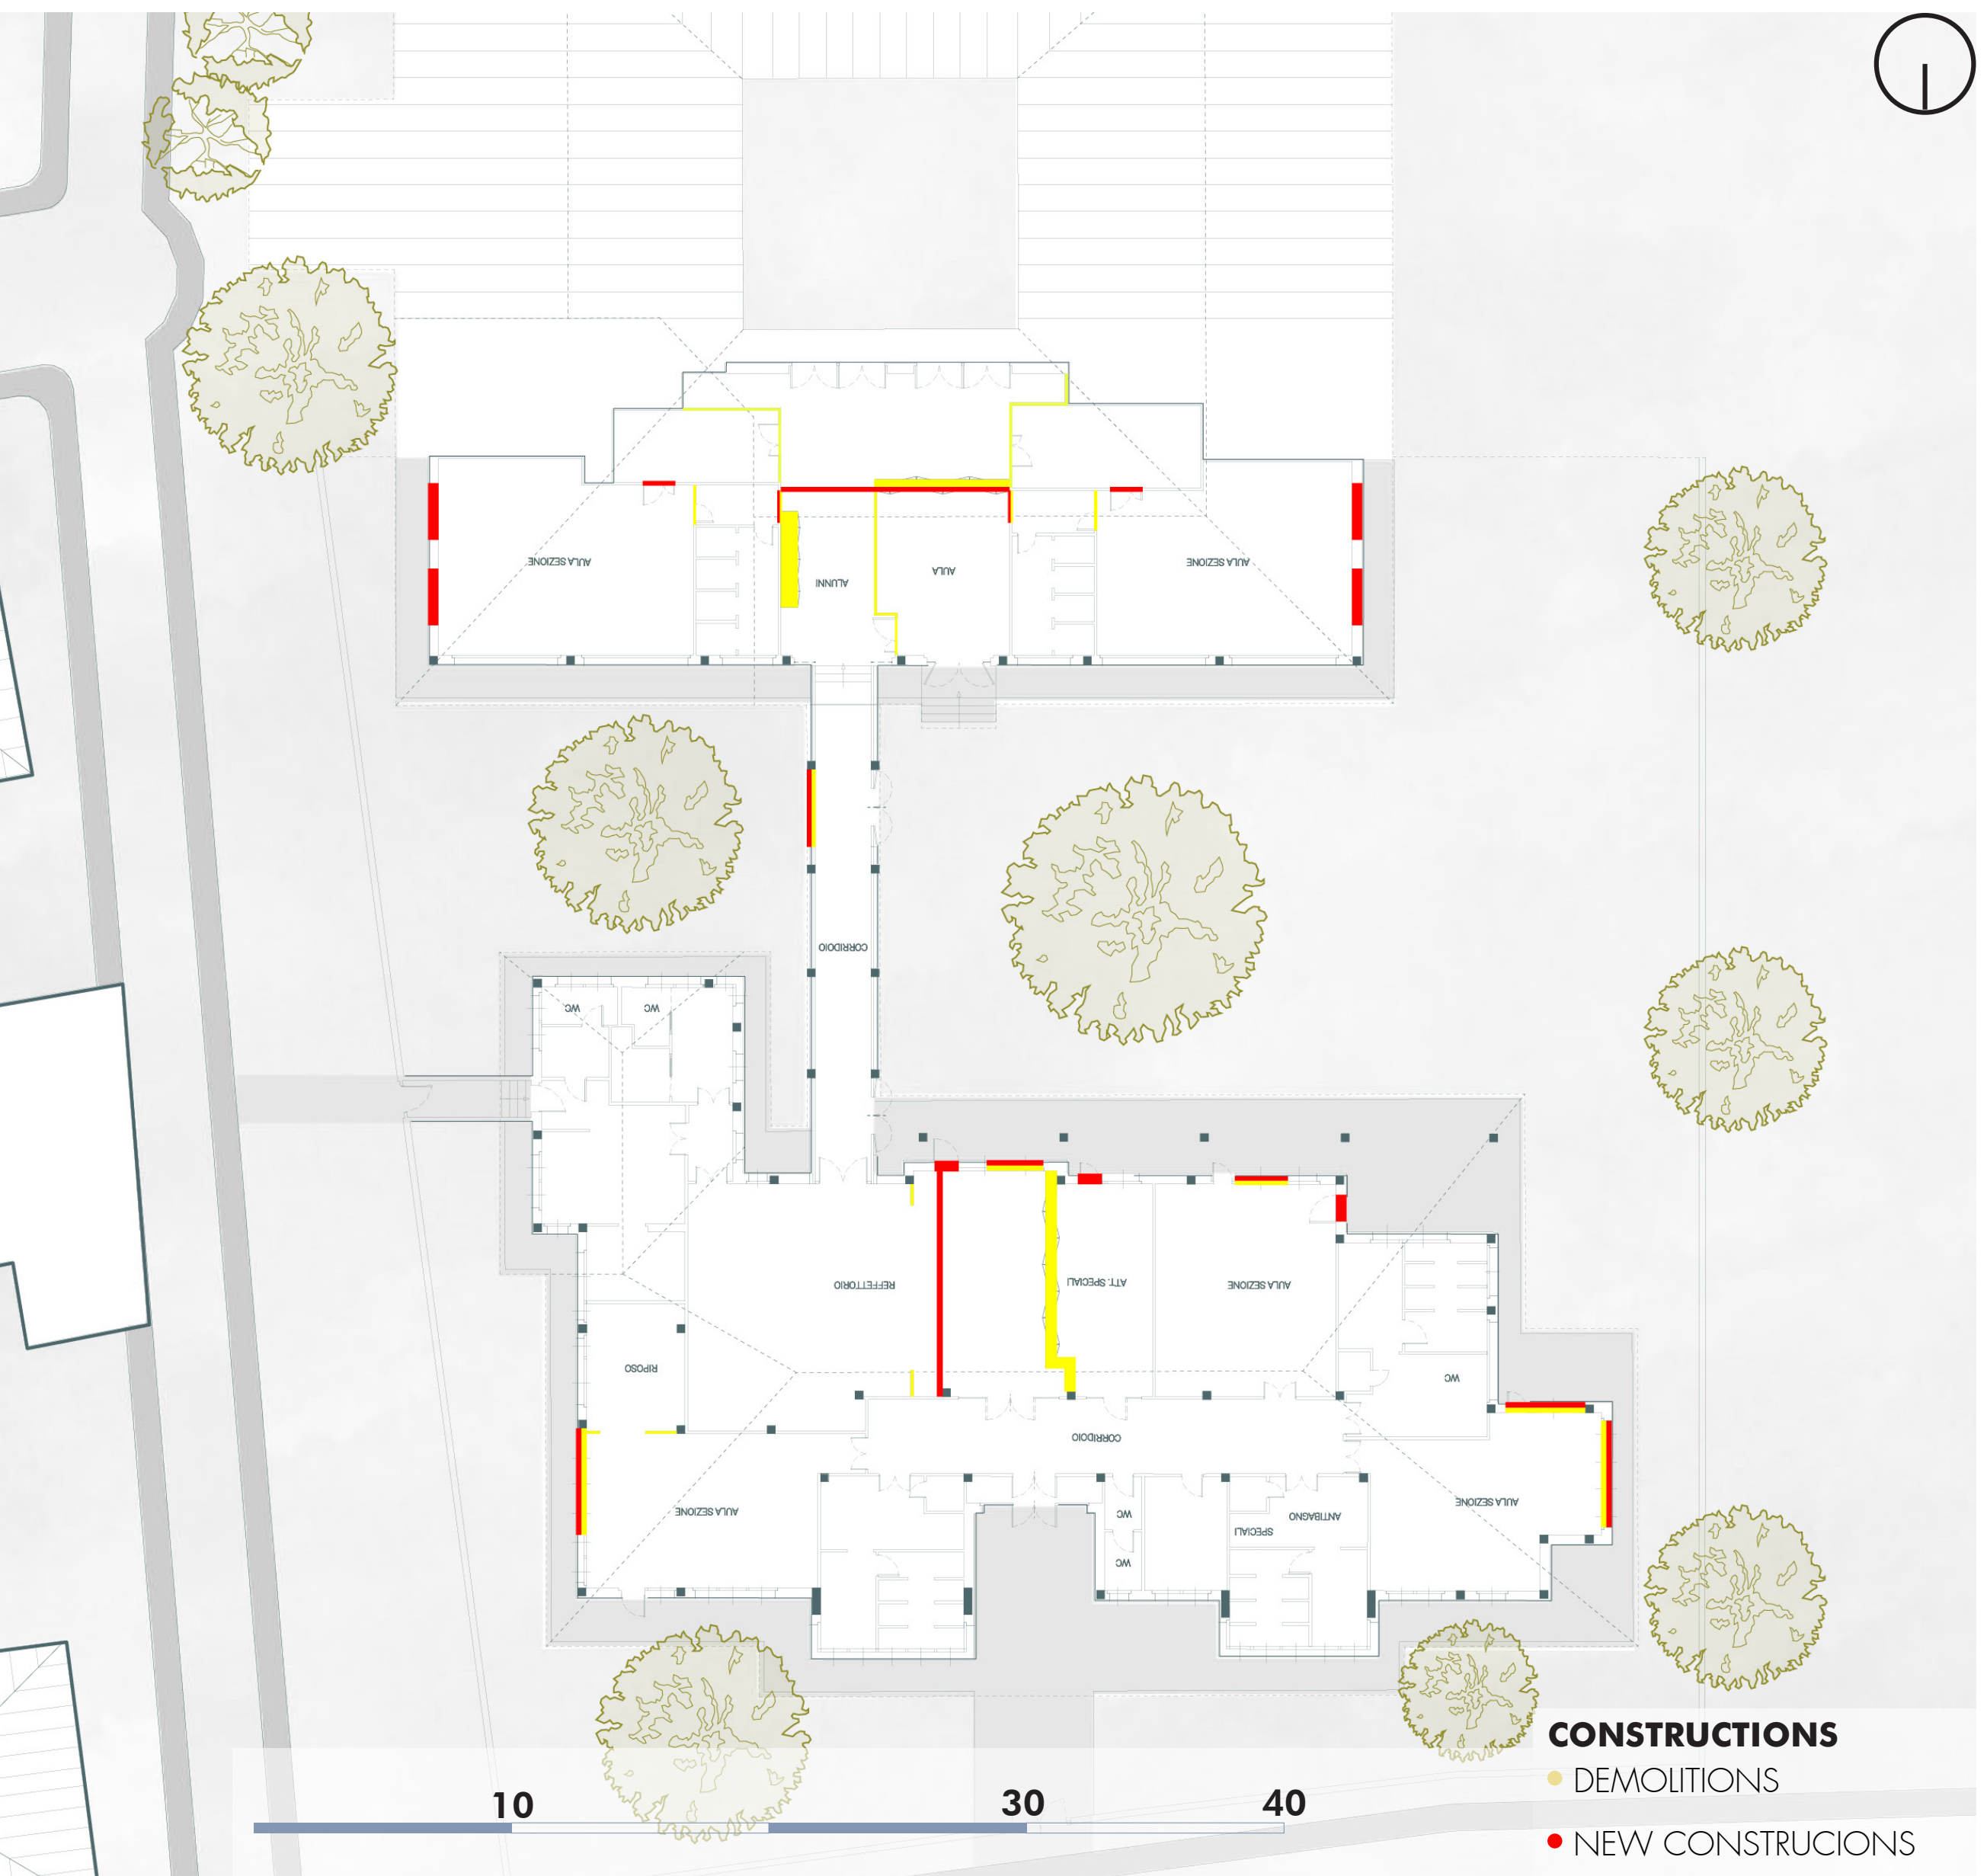 AULA SEZIONE
AULA SEZIONE
ALUNNI
AULA
CORRIDOIO
WC
WC
REFFETTORIO
ATT. SPECIALI
AULA SEZIONE
RIPOSO
WC
CORRIDOIO
AULA SEZIONE
AULA SEZIONE
WC
ANTIBAGNO
SPECIALI
WC
CONSTRUCTIONS
DEMOLITIONS
10 30 40
NEW CONSTRUCIONS